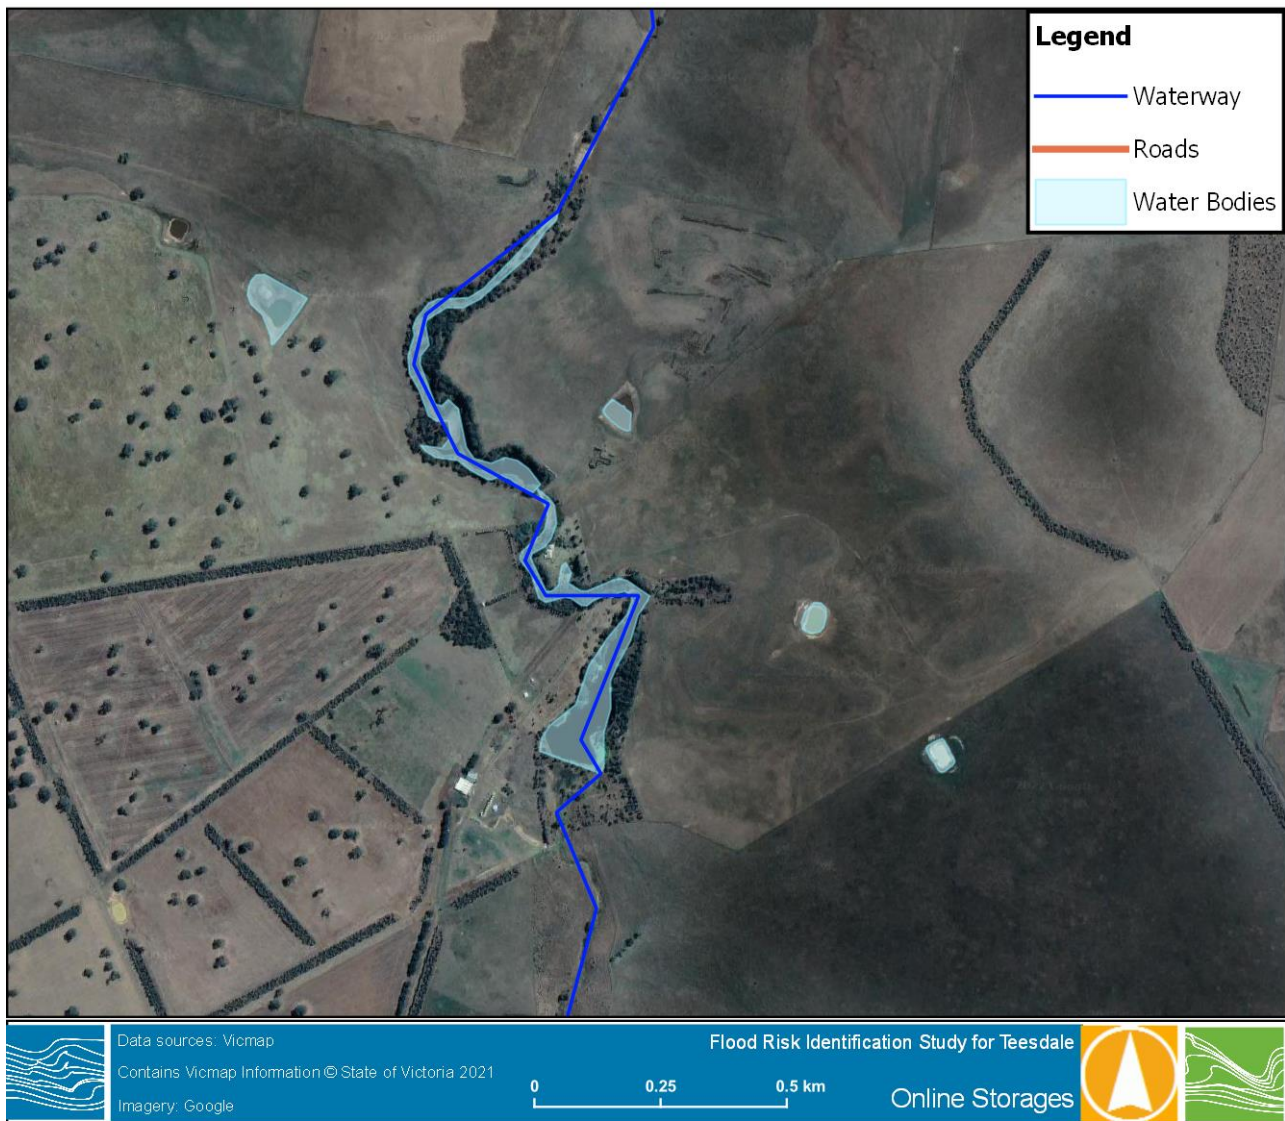 Legend
Waterway
Roads
Water Bodies
Data sources: Vicmap
Contains Vicmap Information © State of Victoria 2021
Imagery: Google
0 0.25 0.5 km
Flood Risk Identification Study for Teesdale
Online Storages